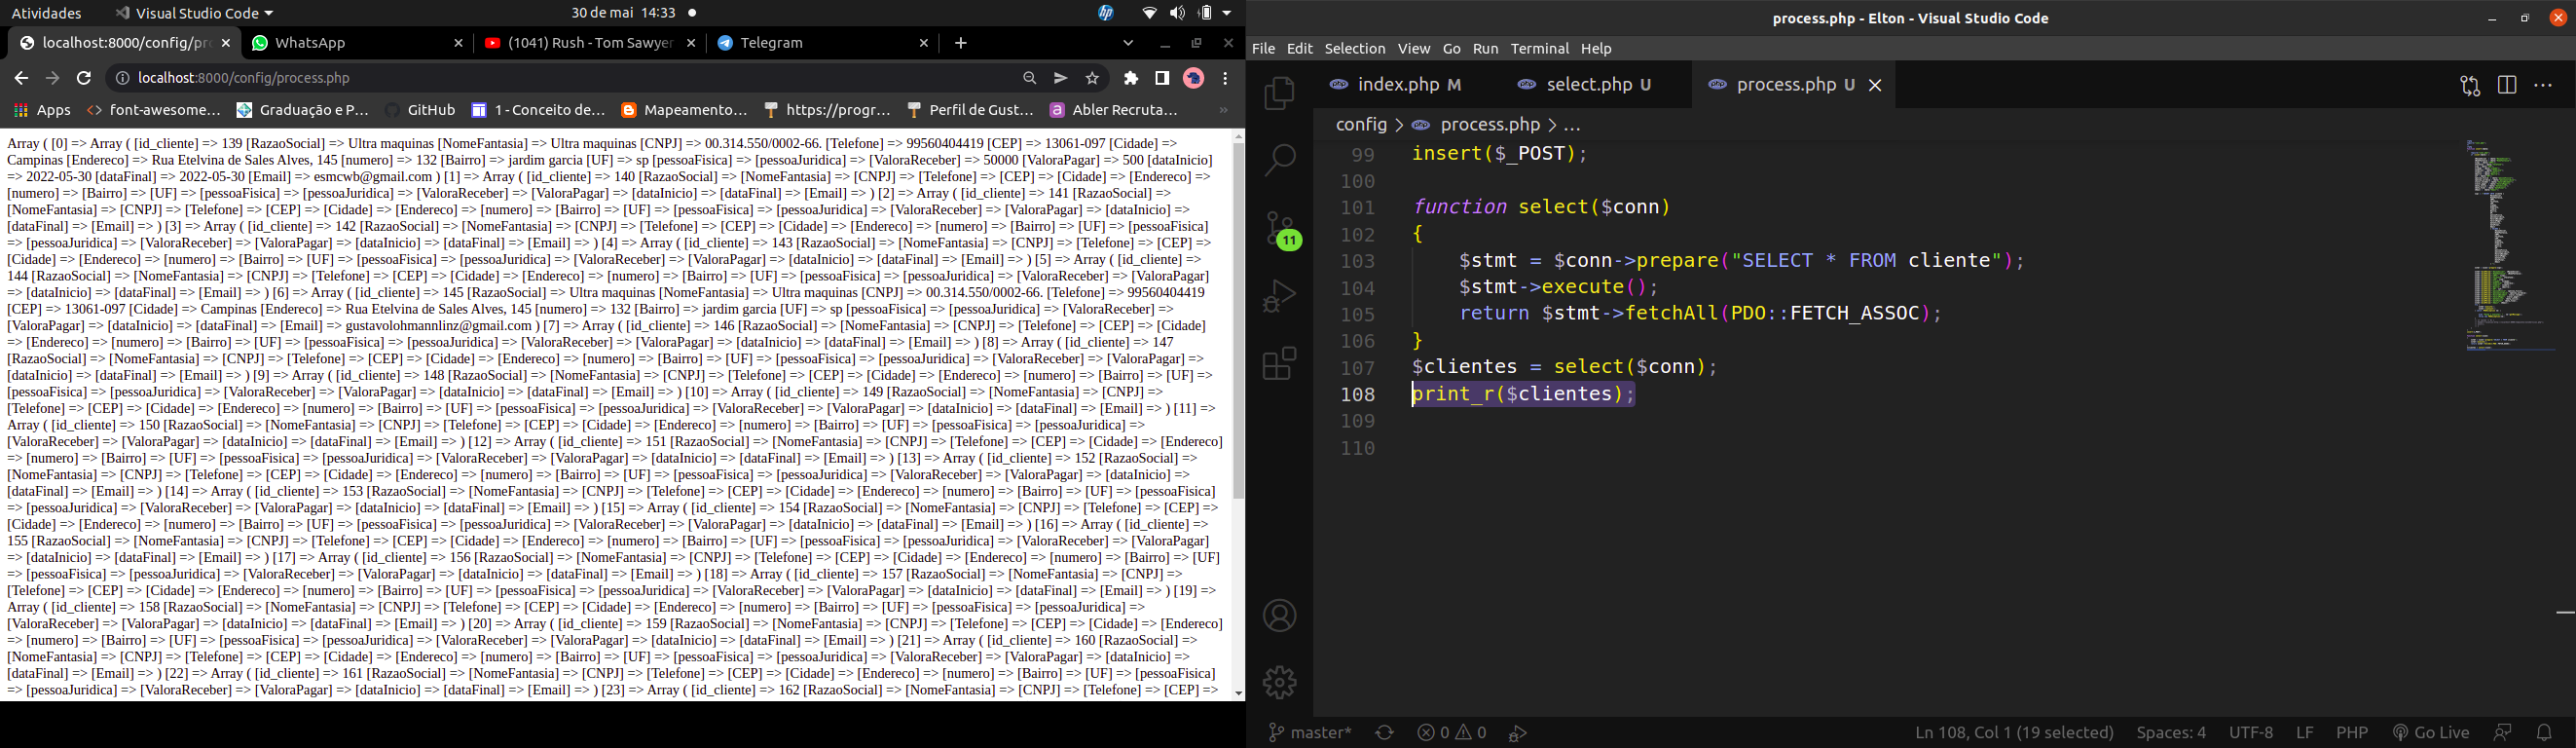 Atividades
Visual Studio Code
30 de mai 14:33
localhost:8000/config/pr
WhatsApp
(1041) Rush - Tom Sawyer
Telegram
localhost:8000/config/process.php
Apps
font-awesome...
Graduação e P...
GitHub
1 - Conceito de...
Mapeamento...
https://progr...
Perfil de Gust...
Abler Recruta...
Array ( [0] => Array ( [id_cliente] => 139 [RazaoSocial] => Ultra maquinas [NomeFantasia] => Ultra maquinas [CNPJ] => 00.314.550/0002-66. [Telefone] => 99560404419 [CEP] => 13061-097 [Cidade] =>
Campinas [Endereco] => Rua Etelvina de Sales Alves, 145 [numero] => 132 [Bairro] => jardim garcia [UF] => sp [pessoaFisica] => [pessoaJuridica] => [ValoraReceber] => 50000 [ValoraPagar] => 500 [dataInicio]
=> 2022-05-30 [dataFinal] => 2022-05-30 [Email] => esmcwb@gmail.com ) [1] => Array ( [id_cliente] => 140 [RazaoSocial] => [NomeFantasia] => [CNPJ] => [Telefone] => [CEP] => [Cidade] => [Endereco] =>
[numero] => [Bairro] => [UF] => [pessoaFisica] => [pessoaJuridica] => [ValoraReceber] => [ValoraPagar] => [dataInicio] => [dataFinal] => [Email] => ) [2] => Array ( [id_cliente] => 141 [RazaoSocial] =>
[NomeFantasia] => [CNPJ] => [Telefone] => [CEP] => [Cidade] => [Endereco] => [numero] => [Bairro] => [UF] => [pessoaFisica] => [pessoaJuridica] => [ValoraReceber] => [ValoraPagar] => [dataInicio] =>
[dataFinal] => [Email] => ) [3] => Array ( [id_cliente] => 142 [RazaoSocial] => [NomeFantasia] => [CNPJ] => [Telefone] => [CEP] => [Cidade] => [Endereco] => [numero] => [Bairro] => [UF] => [pessoaFisica]
=> [pessoaJuridica] => [ValoraReceber] => [ValoraPagar] => [dataInicio] => [dataFinal] => [Email] => ) [4] => Array ( [id_cliente] => 143 [RazaoSocial] => [NomeFantasia] => [CNPJ] => [Telefone] => [CEP] =>
[Cidade] => [Endereco] => [numero] => [Bairro] => [UF] => [pessoaFisica] => [pessoaJuridica] => [ValoraReceber] => [ValoraPagar] => [dataInicio] => [dataFinal] => [Email] => ) [5] => Array ( [id_cliente] =>
144 [RazaoSocial] => [NomeFantasia] => [CNPJ] => [Telefone] => [CEP] => [Cidade] => [Endereco] => [numero] => [Bairro] => [UF] => [pessoaFisica] => [pessoaJuridica] => [ValoraReceber] => [ValoraPagar]
=> [dataInicio] => [dataFinal] => [Email] => ) [6] => Array ( [id_cliente] => 145 [RazaoSocial] => Ultra maquinas [NomeFantasia] => Ultra maquinas [CNPJ] => 00.314.550/0002-66. [Telefone] => 99560404419
[CEP] => 13061-097 [Cidade] => Campinas [Endereco] => Rua Etelvina de Sales Alves, 145 [numero] => 132 [Bairro] => jardim garcia [UF] => sp [pessoaFisica] => [pessoaJuridica] => [ValoraReceber] =>
[ValoraPagar] => [dataInicio] => [dataFinal] => [Email] => gustavolohmannlinz@gmail.com ) [7] => Array ( [id_cliente] => 146 [RazaoSocial] => [NomeFantasia] => [CNPJ] => [Telefone] => [CEP] => [Cidade]
=> [Endereco] => [numero] => [Bairro] => [UF] => [pessoaFisica] => [pessoaJuridica] => [ValoraReceber] => [ValoraPagar] => [dataInicio] => [dataFinal] => [Email] => ) [8] => Array ( [id_cliente] => 147
[RazaoSocial] => [NomeFantasia] => [CNPJ] => [Telefone] => [CEP] => [Cidade] => [Endereco] => [numero] => [Bairro] => [UF] => [pessoaFisica] => [pessoaJuridica] => [ValoraReceber] => [ValoraPagar] =>
[dataInicio] => [dataFinal] => [Email] => ) [9] => Array ( [id_cliente] => 148 [RazaoSocial] => [NomeFantasia] => [CNPJ] => [Telefone] => [CEP] => [Cidade] => [Endereco] => [numero] => [Bairro] => [UF] =>
[pessoaFisica] => [pessoaJuridica] => [ValoraReceber] => [ValoraPagar] => [dataInicio] => [dataFinal] => [Email] => ) [10] => Array ( [id_cliente] => 149 [RazaoSocial] => [NomeFantasia] => [CNPJ] =>
[Telefone] => [CEP] => [Cidade] => [Endereco] => [numero] => [Bairro] => [UF] => [pessoaFisica] => [pessoaJuridica] => [ValoraReceber] => [ValoraPagar] => [dataInicio] => [dataFinal] => [Email] => ) [11] =>
Array ( [id_cliente] => 150 [RazaoSocial] => [NomeFantasia] => [CNPJ] => [Telefone] => [CEP] => [Cidade] => [Endereco] => [numero] => [Bairro] => [UF] => [pessoaFisica] => [pessoaJuridica] =>
[ValoraReceber] => [ValoraPagar] => [dataInicio] => [dataFinal] => [Email] => ) [12] => Array ( [id_cliente] => 151 [RazaoSocial] => [NomeFantasia] => [CNPJ] => [Telefone] => [CEP] => [Cidade] => [Endereco]
=> [numero] => [Bairro] => [UF] => [pessoaFisica] => [pessoaJuridica] => [ValoraReceber] => [ValoraPagar] => [dataInicio] => [dataFinal] => [Email] => ) [13] => Array ( [id_cliente] => 152 [RazaoSocial] =>
[NomeFantasia] => [CNPJ] => [Telefone] => [CEP] => [Cidade] => [Endereco] => [numero] => [Bairro] => [UF] => [pessoaFisica] => [pessoaJuridica] => [ValoraReceber] => [ValoraPagar] => [dataInicio] =>
[dataFinal] => [Email] => ) [14] => Array ( [id_cliente] => 153 [RazaoSocial] => [NomeFantasia] => [CNPJ] => [Telefone] => [CEP] => [Cidade] => [Endereco] => [numero] => [Bairro] => [UF] => [pessoaFisica]
=> [pessoaJuridica] => [ValoraReceber] => [ValoraPagar] => [dataInicio] => [dataFinal] => [Email] => ) [15] => Array ( [id_cliente] => 154 [RazaoSocial] => [NomeFantasia] => [CNPJ] => [Telefone] => [CEP] =>
[Cidade] => [Endereco] => [numero] => [Bairro] => [UF] => [pessoaFisica] => [pessoaJuridica] => [ValoraReceber] => [ValoraPagar] => [dataInicio] => [dataFinal] => [Email] => ) [16] => Array ( [id_cliente] =>
155 [RazaoSocial] => [NomeFantasia] => [CNPJ] => [Telefone] => [CEP] => [Cidade] => [Endereco] => [numero] => [Bairro] => [UF] => [pessoaFisica] => [pessoaJuridica] => [ValoraReceber] => [ValoraPagar]
=> [dataInicio] => [dataFinal] => [Email] => ) [17] => Array ( [id_cliente] => 156 [RazaoSocial] => [NomeFantasia] => [CNPJ] => [Telefone] => [CEP] => [Cidade] => [Endereco] => [numero] => [Bairro] => [UF]
=> [pessoaFisica] => [pessoaJuridica] => [ValoraReceber] => [ValoraPagar] => [dataInicio] => [dataFinal] => [Email] => ) [18] => Array ( [id_cliente] => 157 [RazaoSocial] => [NomeFantasia] => [CNPJ] =>
[Telefone] => [CEP] => [Cidade] => [Endereco] => [numero] => [Bairro] => [UF] => [pessoaFisica] => [pessoaJuridica] => [ValoraReceber] => [ValoraPagar] => [dataInicio] => [dataFinal] => [Email] => ) [19] =>
Array ( [id_cliente] => 158 [RazaoSocial] => [NomeFantasia] => [CNPJ] => [Telefone] => [CEP] => [Cidade] => [Endereco] => [numero] => [Bairro] => [UF] => [pessoaFisica] => [pessoaJuridica] =>
[ValoraReceber] => [ValoraPagar] => [dataInicio] => [dataFinal] => [Email] => ) [20] => Array ( [id_cliente] => 159 [RazaoSocial] => [NomeFantasia] => [CNPJ] => [Telefone] => [CEP] => [Cidade] => [Endereco]
=> [numero] => [Bairro] => [UF] => [pessoaFisica] => [pessoaJuridica] => [ValoraReceber] => [ValoraPagar] => [dataInicio] => [dataFinal] => [Email] => ) [21] => Array ( [id_cliente] => 160 [RazaoSocial] =>
[NomeFantasia] => [CNPJ] => [Telefone] => [CEP] => [Cidade] => [Endereco] => [numero] => [Bairro] => [UF] => [pessoaFisica] => [pessoaJuridica] => [ValoraReceber] => [ValoraPagar] => [dataInicio] =>
[dataFinal] => [Email] => ) [22] => Array ( [id_cliente] => 161 [RazaoSocial] => [NomeFantasia] => [CNPJ] => [Telefone] => [CEP] => [Cidade] => [Endereco] => [numero] => [Bairro] => [UF] => [pessoaFisica]
=> [pessoaJuridica] => [ValoraReceber] => [ValoraPagar] => [dataInicio] => [dataFinal] => [Email] => ) [23] => Array ( [id_cliente] => 162 [RazaoSocial] => [NomeFantasia] => [CNPJ] => [Telefone] => [CEP] =>
process.php - Elton - Visual Studio Code
File Edit Selection View Go Run Terminal Help
index.php M
select.php U
process.php U
config > process.php > ...
99 insert($_POST);
100
101 function select($conn)
102 {
103 $stmt = $conn->prepare("SELECT * FROM cliente");
104 $stmt->execute();
105 return $stmt->fetchAll(PDO::FETCH_ASSOC);
106 }
107 $clientes = select($conn);
108 print_r($clientes);
109
110
11
master* 0 0 Ln 108, Col 1 (19 selected) Spaces: 4 UTF-8 LF PHP Go Live